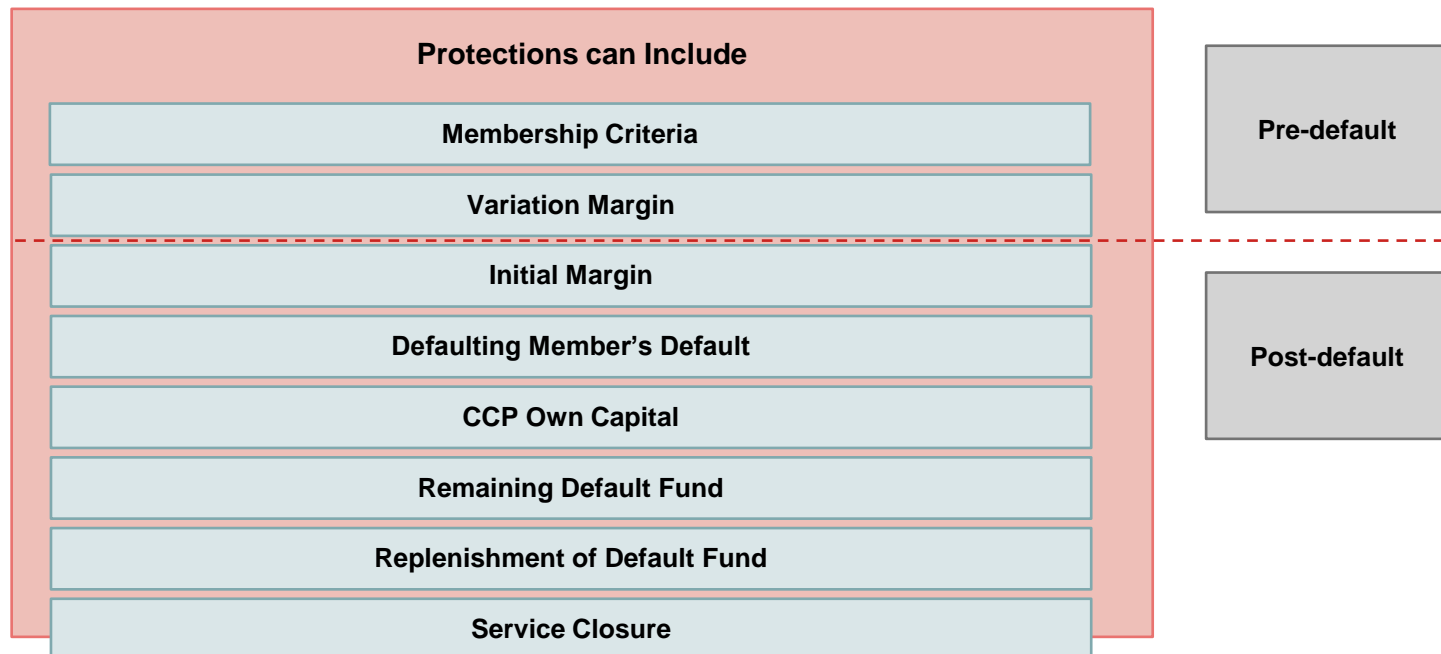 Protections can Include
Membership Criteria
Pre-default
Variation Margin
Initial Margin
Defaulting Member’s Default
Post-default
CCP Own Capital
Remaining Default Fund
Replenishment of Default Fund
Service Closure